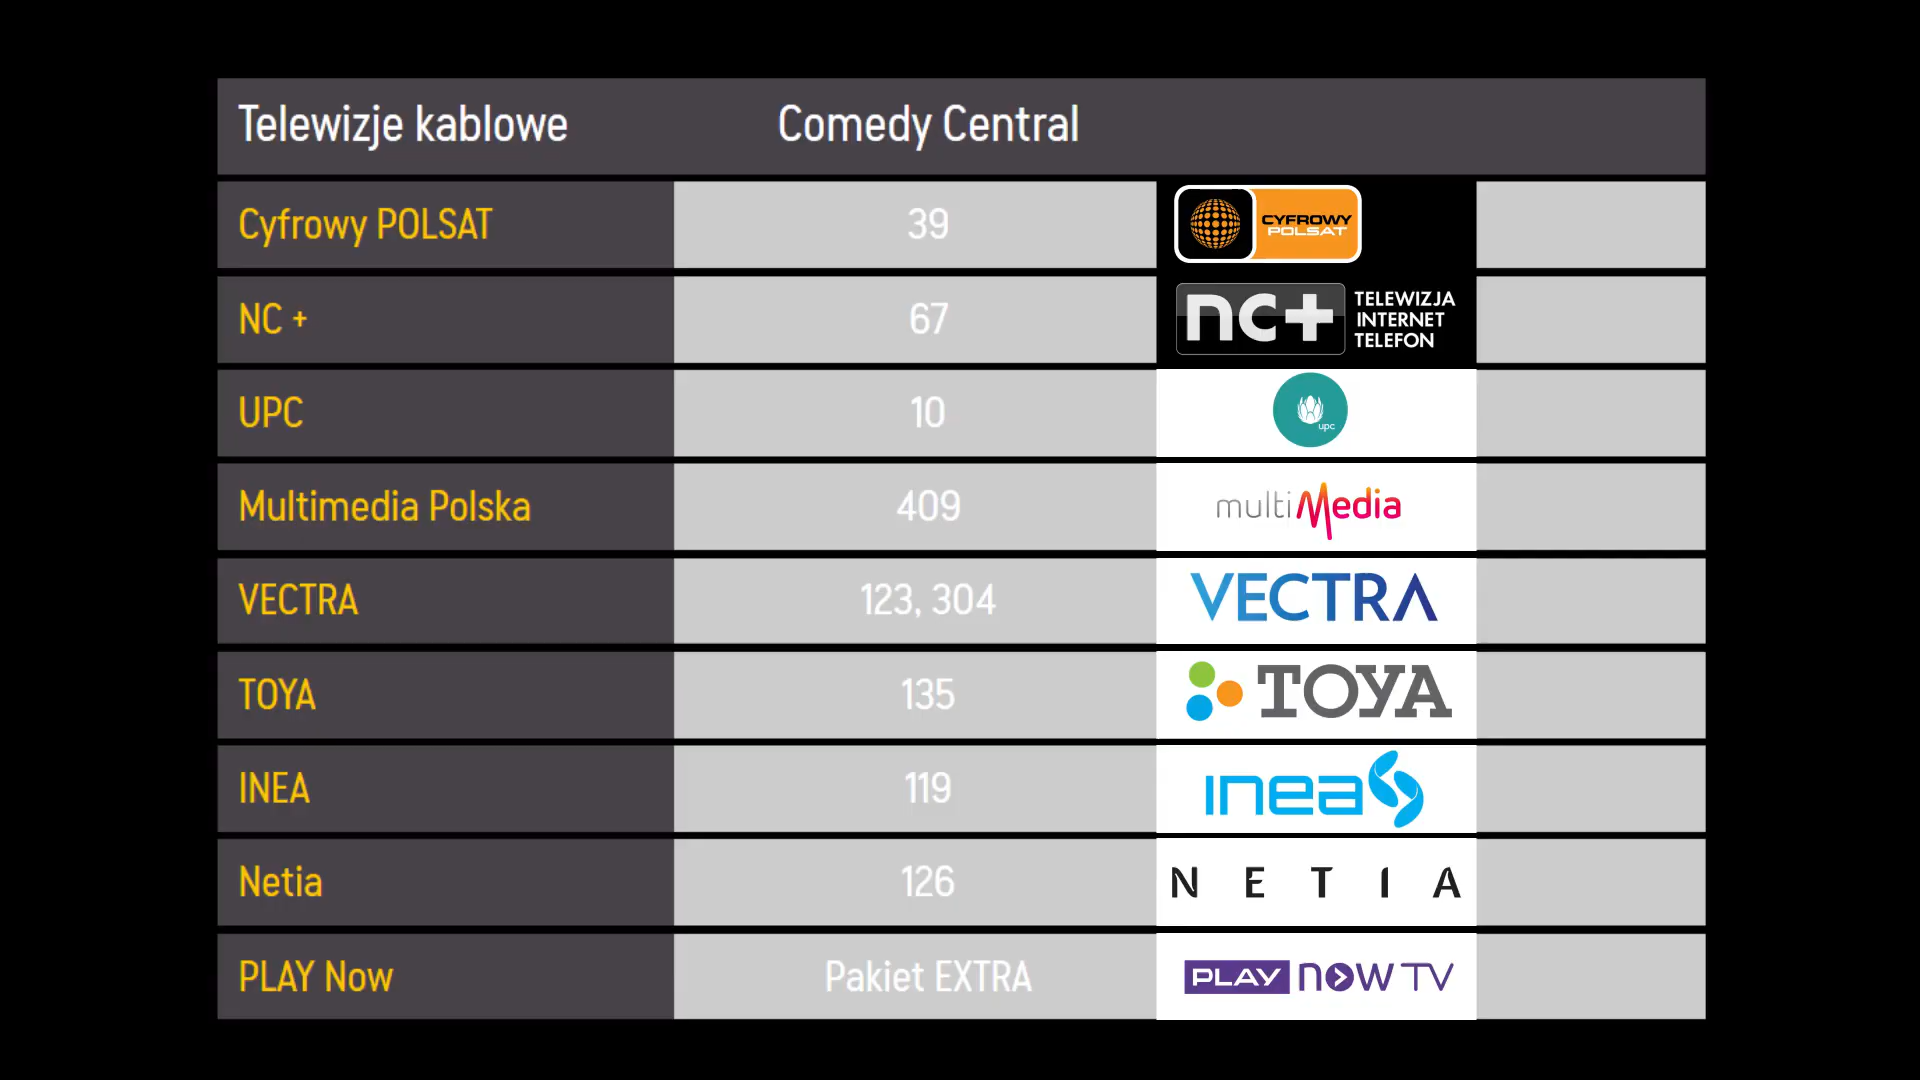 Telewizje kablowe Comedy Central
Cyfrowy POLSAT 39 CYFROWY
POLSAT
NC + 67 nc+ TELEWIZJA
INTERNET
TELEFON
UPC 10 upc
Multimedia Polska 409 multiMedia
VECTRA 123, 304 VECTRA
TOYA 135 TOYA
INEA 119 inea
Netia 126 NETIA
PLAY Now Pakiet EXTRA PLAY NOW TV